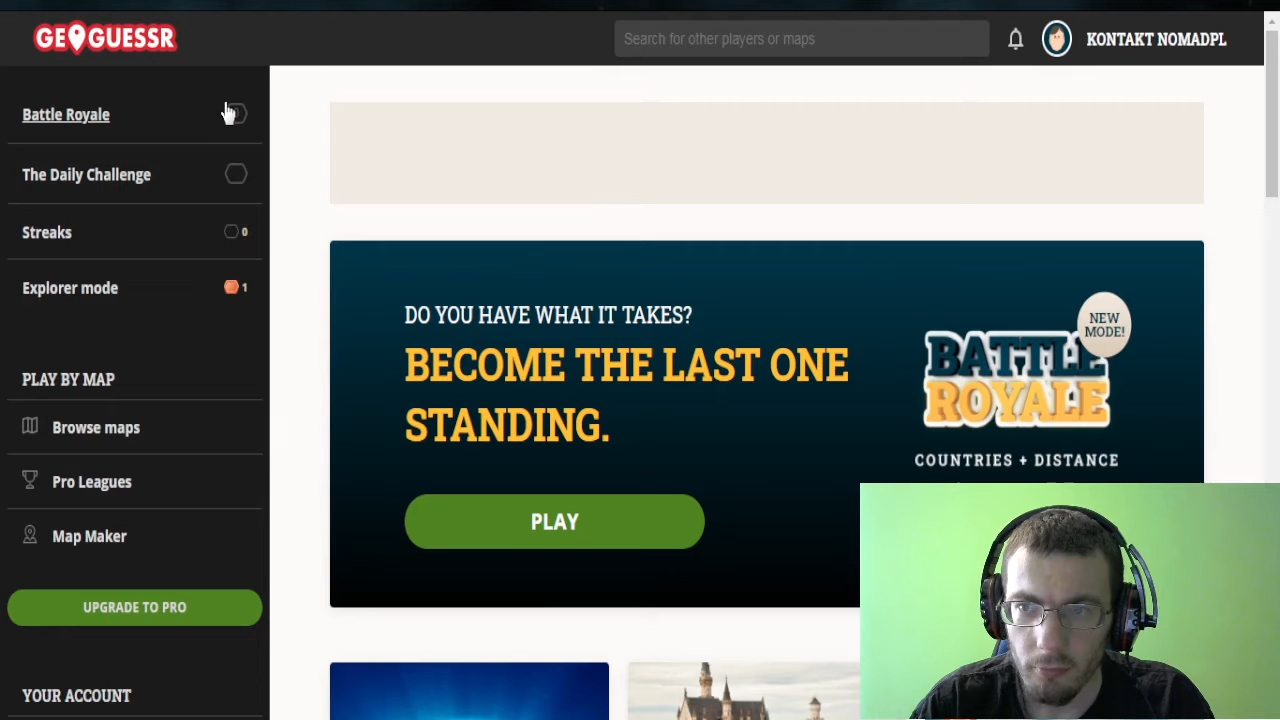 GEOGUESSR
Search for other players or maps
KONTAKT NOMADPL
Battle Royale
The Daily Challenge
Streaks
0
Explorer mode
1
PLAY BY MAP
Browse maps
Pro Leagues
Map Maker
UPGRADE TO PRO
YOUR ACCOUNT
DO YOU HAVE WHAT IT TAKES?
BECOME THE LAST ONE
STANDING.
PLAY
NEW
MODE!
BATTLE
ROYALE
COUNTRIES + DISTANCE